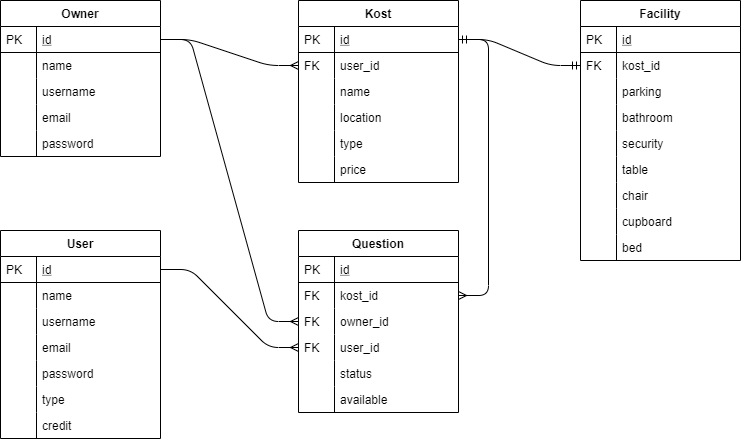 Owner
PK id
name
username
email
password
Kost
PK id
FK user_id
name
location
type
price
Facility
PK id
FK kost_id
parking
bathroom
security
table
chair
cupboard
bed
User
PK id
name
username
email
password
type
credit
Question
PK id
FK kost_id
FK owner_id
FK user_id
status
available